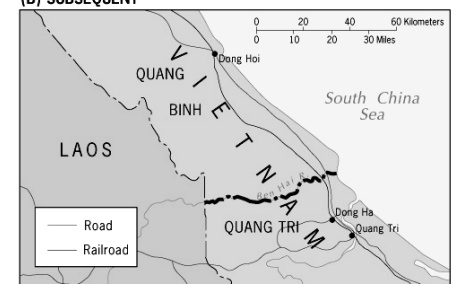 (B) SUBSEQUENT
0 20 40 60 Kilometers
0 10 20 30 Miles
Dong Hoi
QUANG
BINH
VIETNAM
South China
Sea
LAOS
Ben Hai R.
Dong Ha
QUANG TRI
Quang Tri
Road
Railroad